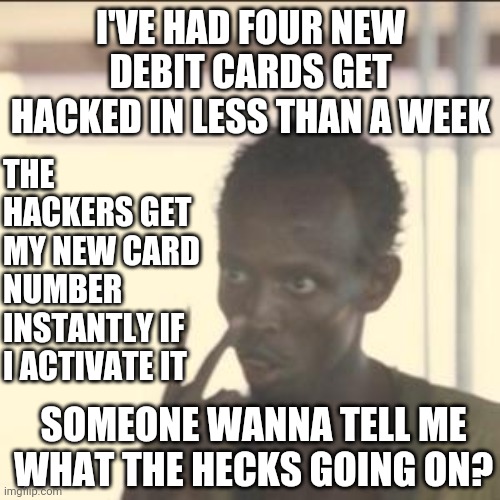 I'VE HAD FOUR NEW
DEBIT CARDS GET
HACKED IN LESS THAN A WEEK
THE
HACKERS GET
MY NEW CARD
NUMBER
INSTANTLY IF
I ACTIVATE IT
SOMEONE WANNA TELL ME
WHAT THE HECKS GOING ON?
imgflip.com